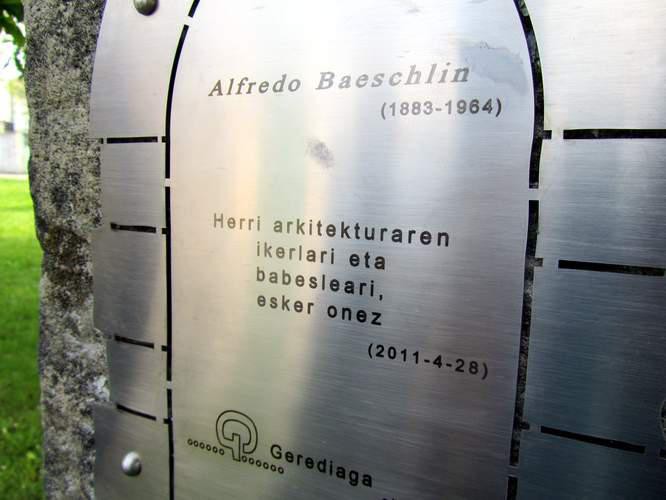 Alfredo Baeschlin
(1883-1964)
Herri arkitekturaren
ikerlari eta
babesleari,
esker onez
(2011-4-28)
Gerediaga